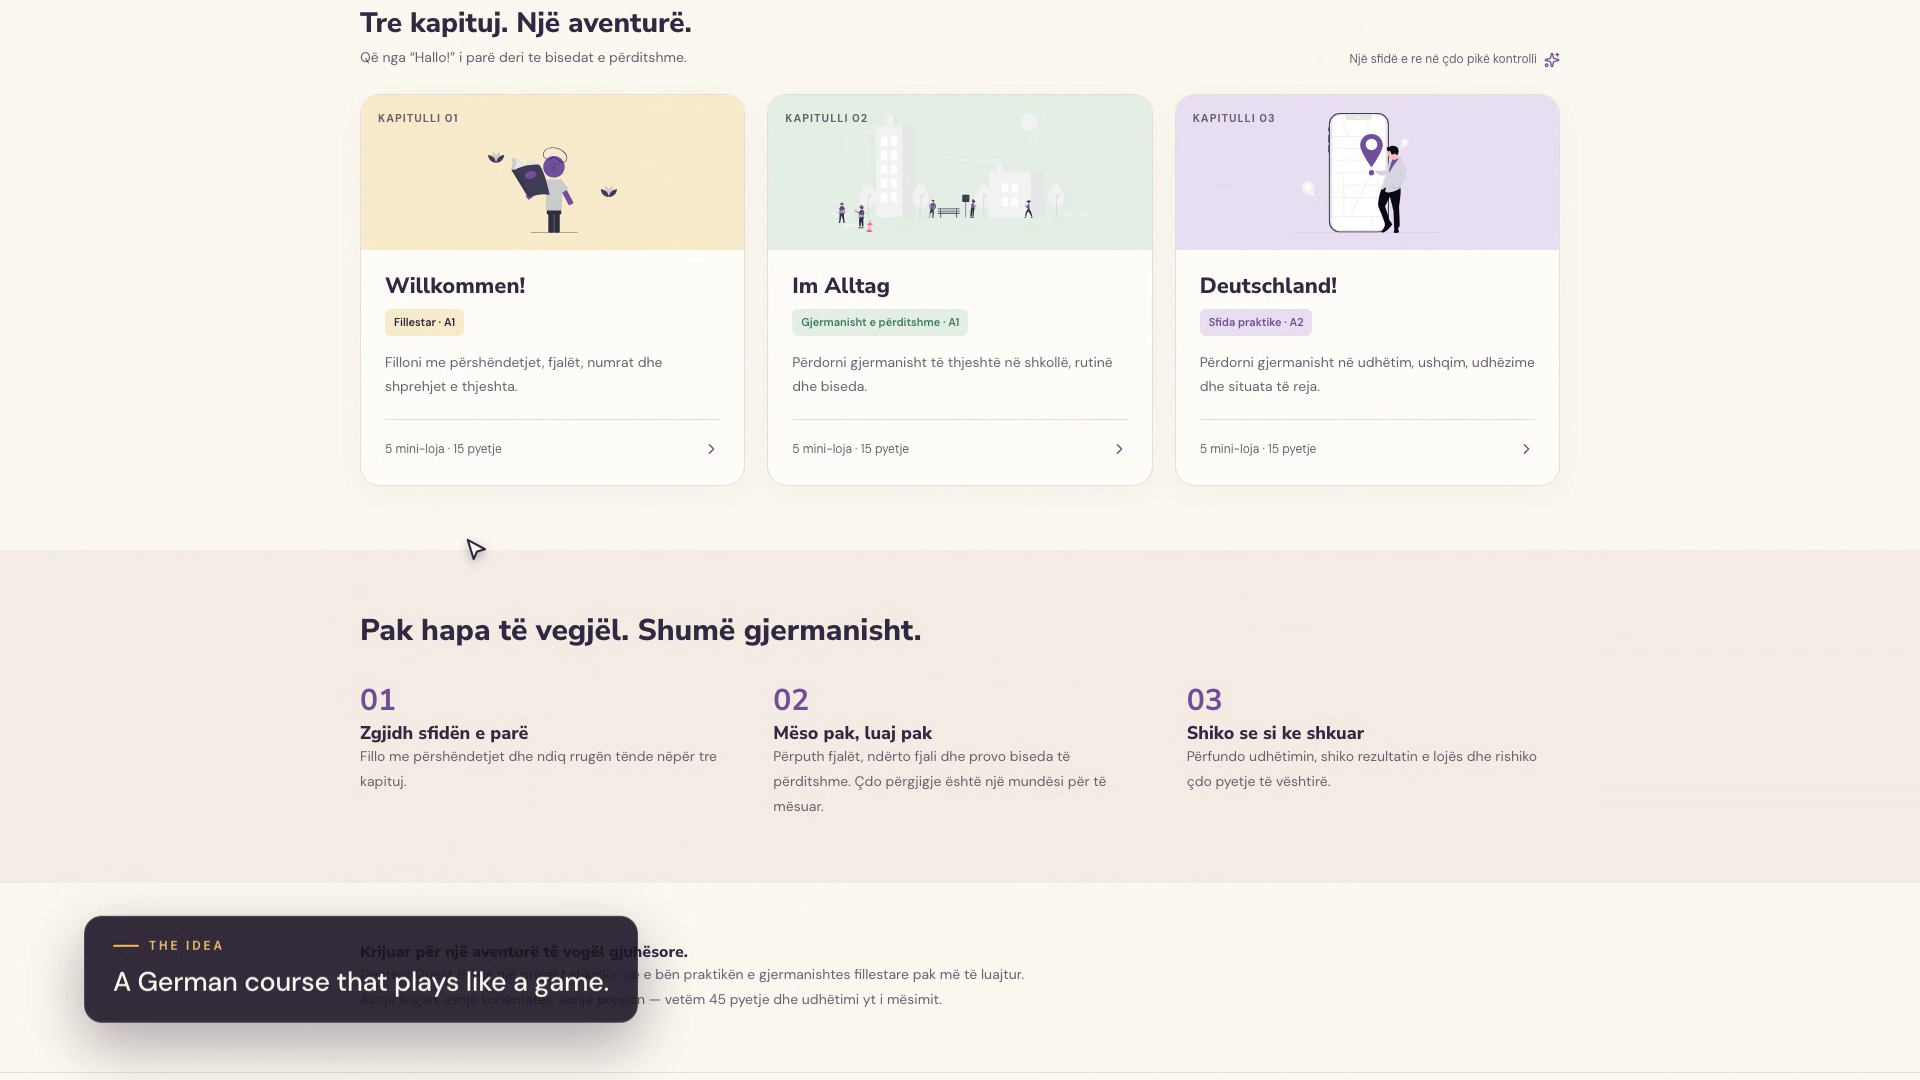 Tre kapituj. Një aventurë.
Që nga “Hallo!” i parë deri te bisedat e përditshme.
Një sfidë e re në çdo pikë kontrolli
KAPITULLI 01
KAPITULLI 02
KAPITULLI 03
Willkommen!
Fillestar · A1
Filloni me përshëndetjet, fjalët, numrat dhe
shprehjet e thjeshta.
5 mini-loja · 15 pyetje
Im Alltag
Gjermanisht e përditshme · A1
Përdorni gjermanisht të thjeshtë në shkollë, rutinë
dhe biseda.
5 mini-loja · 15 pyetje
Deutschland!
Sfida praktike · A2
Përdorni gjermanisht në udhëtim, ushqim, udhëzime
dhe situata të reja.
5 mini-loja · 15 pyetje
Pak hapa të vegjël. Shumë gjermanisht.
01
Zgjidh sfidën e parë
Fillo me përshëndetjet dhe ndiq rrugën tënde nëpër tre
kapituj.
02
Mëso pak, luaj pak
Përputh fjalët, ndërto fjali dhe provo biseda të
përditshme. Çdo përgjigje është një mundësi për të
mësuar.
03
Shiko se si ke shkuar
Përfundo udhëtimin, shiko rezultatin e lojës dhe rishiko
çdo pyetje të vështirë.
Krijuar për një aventurë të vogël gjuhësore.
e bën praktikën e gjermanishtes fillestare pak më të luajtur.
— vetëm 45 pyetje dhe udhëtimi yt i mësimit.
THE IDEA
A German course that plays like a game.